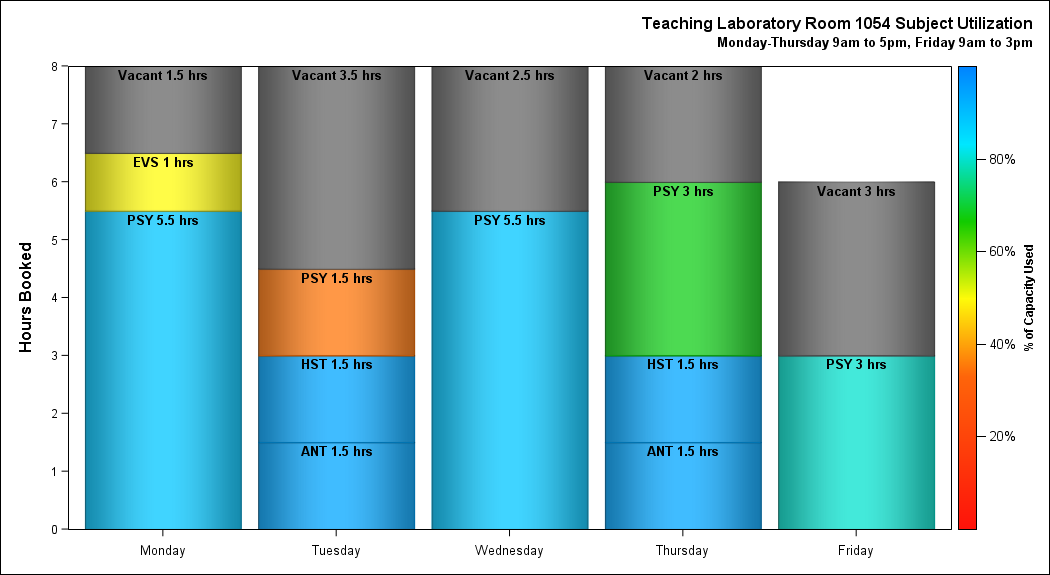 Teaching Laboratory Room 1054 Subject Utilization
Monday-Thursday 9am to 5pm, Friday 9am to 3pm
Hours Booked
8
7
6
5
4
3
2
1
0
Vacant 1.5 hrs
EVS 1 hrs
PSY 5.5 hrs
Vacant 3.5 hrs
PSY 1.5 hrs
HST 1.5 hrs
ANT 1.5 hrs
Vacant 2.5 hrs
PSY 5.5 hrs
Vacant 2 hrs
PSY 3 hrs
HST 1.5 hrs
ANT 1.5 hrs
Vacant 3 hrs
PSY 3 hrs
Monday
Tuesday
Wednesday
Thursday
Friday
80%
60%
40%
20%
% of Capacity Used